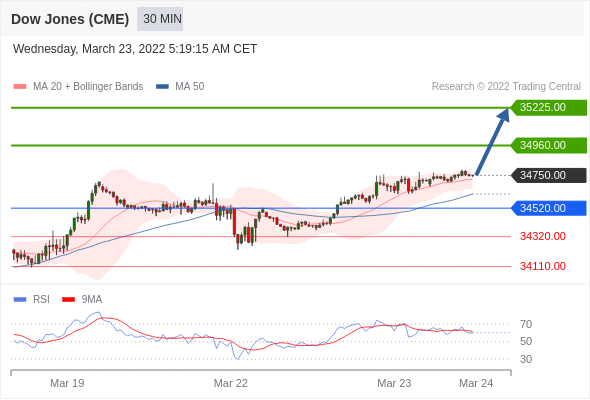 Dow Jones (CME) 30 MIN
Wednesday, March 23, 2022 5:19:15 AM CET
MA 20 + Bollinger Bands MA 50 Research © 2022 Trading Central
35225.00
34960.00
34750.00
34520.00
34320.00
34110.00
RSI 9MA
70
50
30
Mar 19 Mar 22 Mar 23 Mar 24